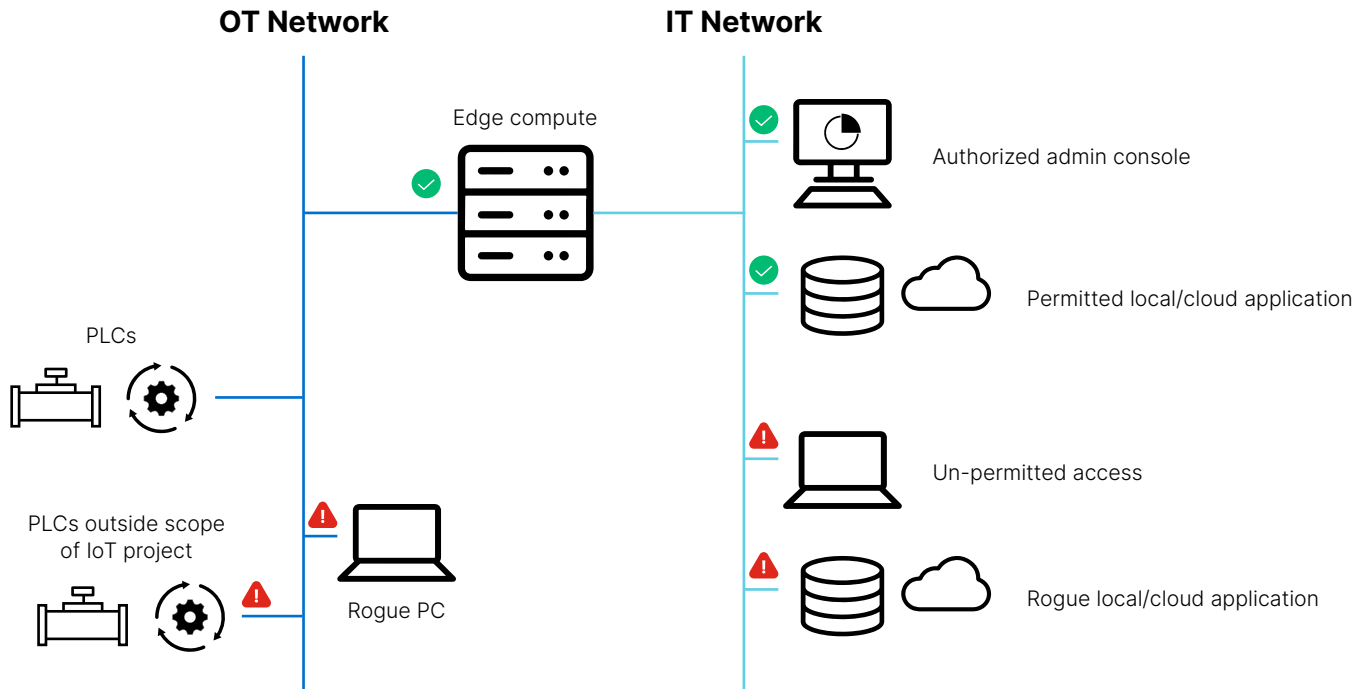 OT Network
IT Network
Edge compute
Authorized admin console
Permitted local/cloud application
PLCs
Un-permitted access
PLCs outside scope
of IoT project
Rogue PC
Rogue local/cloud application